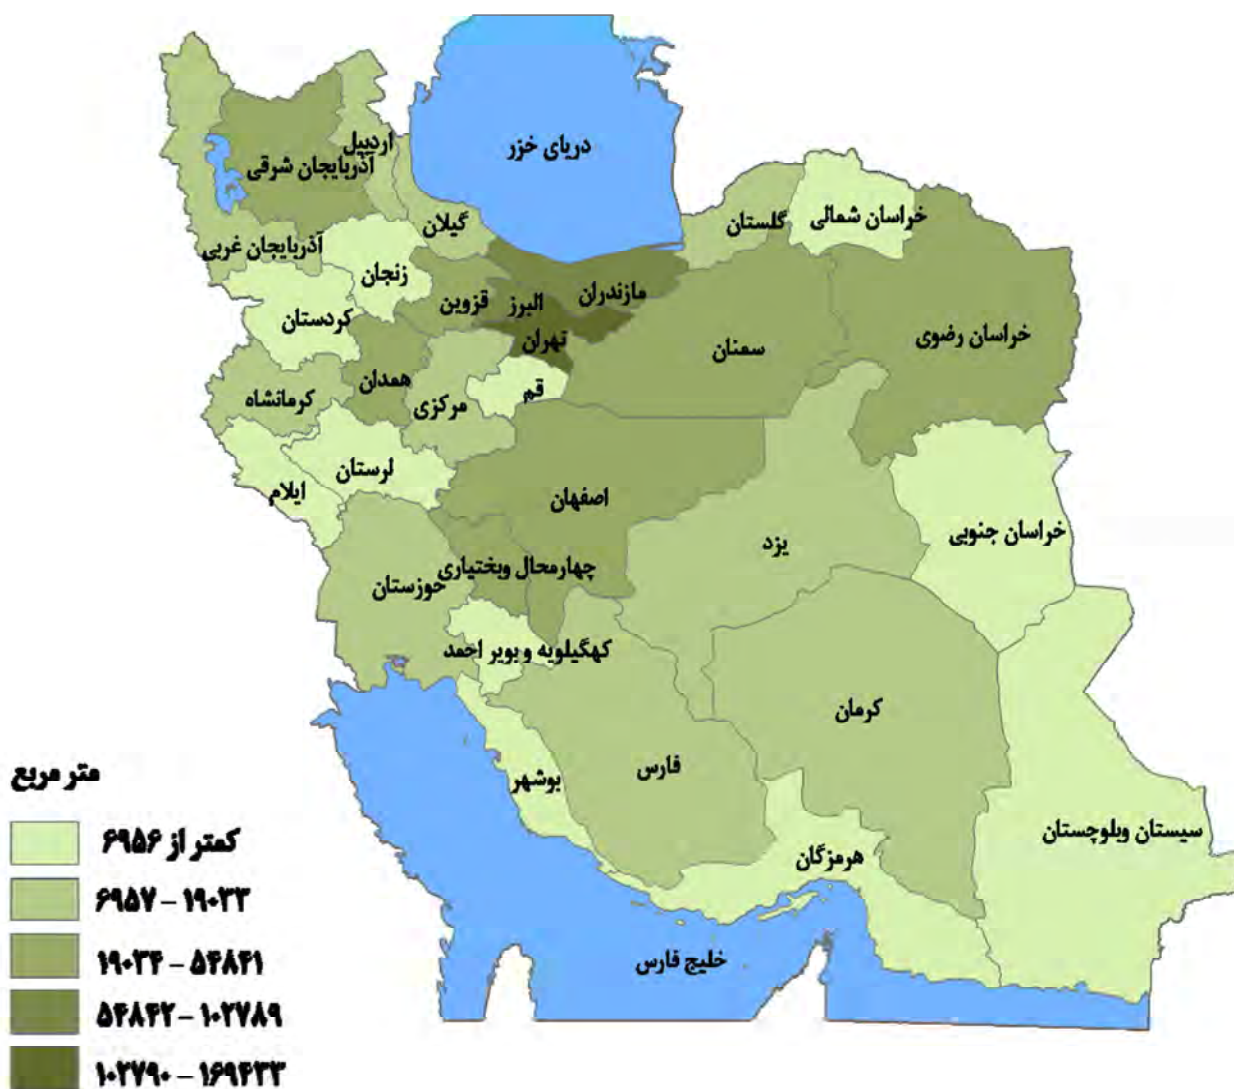 دریای خزر
اردبیل
آذربایجان شرقی
گیلان
گلستان
خراسان شمالی
آذربایجان غربی
زنجان
مازندران
قزوین
البرز
کردستان
تهران
سمنان
خراسان رضوی
همدان
قم
کرمانشاه
مرکزی
لرستان
ایلام
اصفهان
خراسان جنوبی
یزد
چهارمحال وبختیاری
خوزستان
کهگیلویه و بویر احمد
کرمان
فارس
بوشهر
سیستان وبلوچستان
هرمزگان
خلیج فارس
متر مربع
کمتر از ۶۹۵۶
۶۹۵۷ – ۱۹۰۳۳
۱۹۰۳۴ – ۵۴۸۴۱
۵۴۸۴۲ – ۱۰۲۷۸۹
۱۰۲۷۹۰ – ۱۶۹۴۳۳